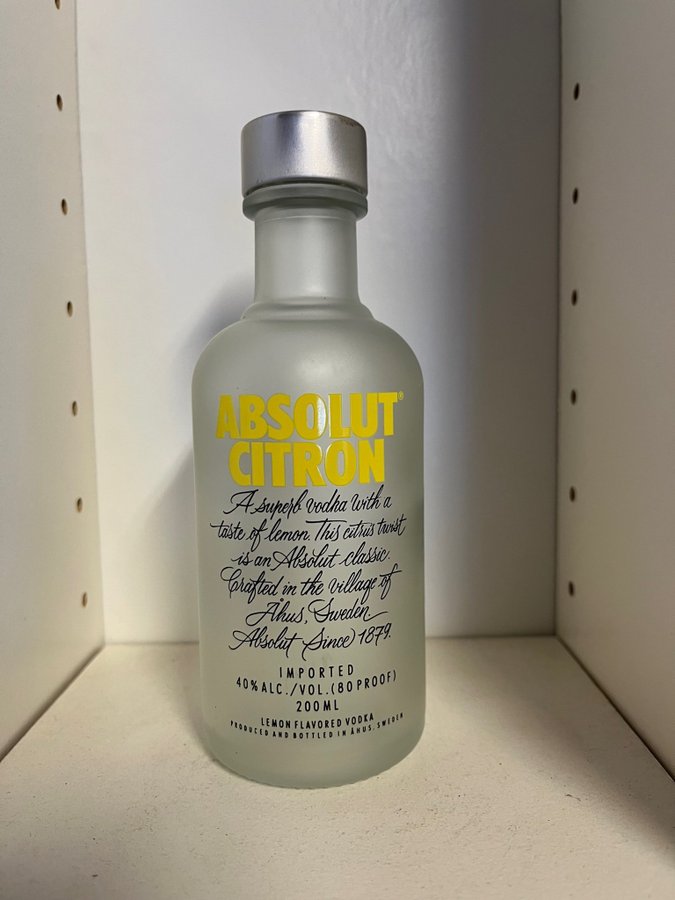 ABSOLUT®
CITRON
A superb vodka with a
taste of lemon. This citrus twist
is an Absolut classic.
Crafted in the village of
Åhus, Sweden
Absolut Since 1879.
IMPORTED
40% ALC./VOL. (80 PROOF)
200ML
LEMON FLAVORED VODKA
PRODUCED AND BOTTLED IN ÅHUS, SWEDEN